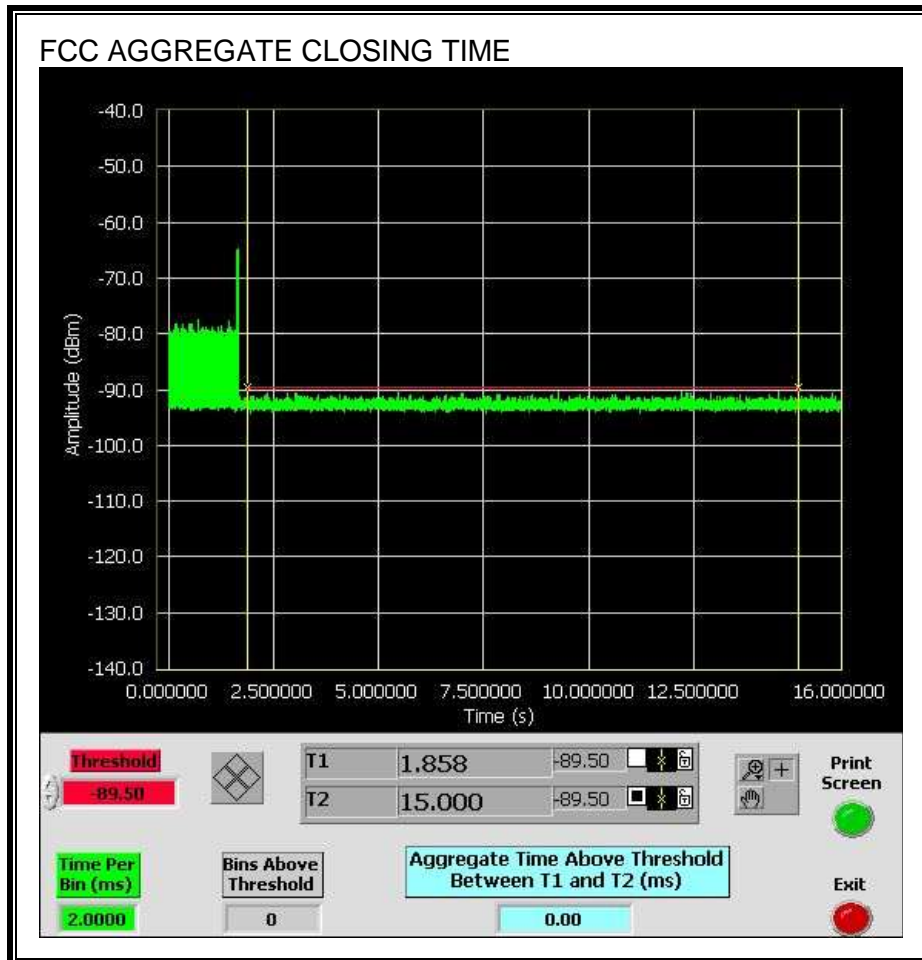 FCC AGGREGATE CLOSING TIME
-40.0
-50.0
-60.0
-70.0
-80.0
-90.0
-100.0
-110.0
-120.0
-130.0
-140.0
Amplitude (dBm)
0.000000 2.500000 5.000000 7.500000 10.000000 12.500000 16.000000
Time (s)
Threshold
-89.50
T1 1.858 -89.50
T2 15.000 -89.50
Print
Screen
Time Per
Bin (ms)
2.0000
Bins Above
Threshold
0
Aggregate Time Above Threshold
Between T1 and T2 (ms)
0.00
Exit